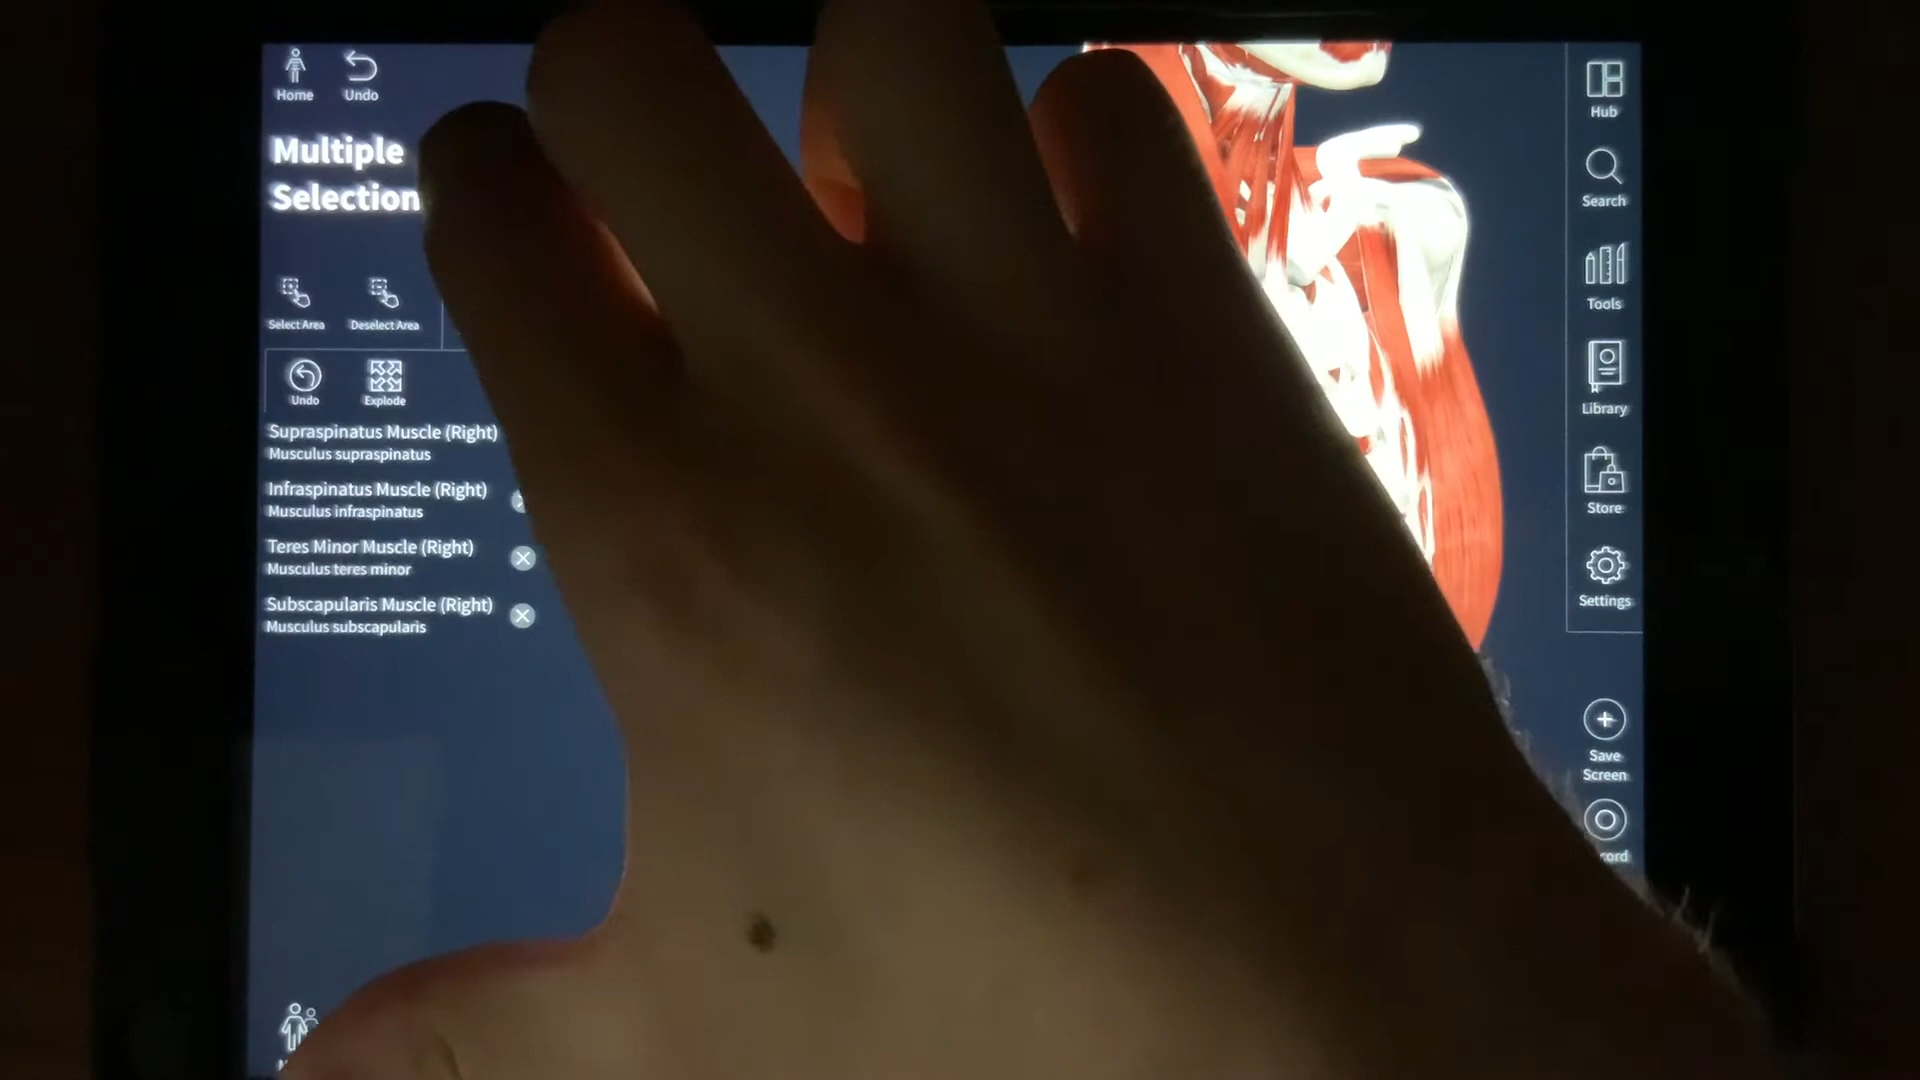 Home
Undo
Multiple
Selection
Select Area
Deselect Area
Undo
Explode
Supraspinatus Muscle (Right)
Musculus supraspinatus
Infraspinatus Muscle (Right)
Musculus infraspinatus
Teres Minor Muscle (Right)
Musculus teres minor
Subscapularis Muscle (Right)
Musculus subscapularis
Hub
Search
Tools
Library
Store
Settings
Save
Screen